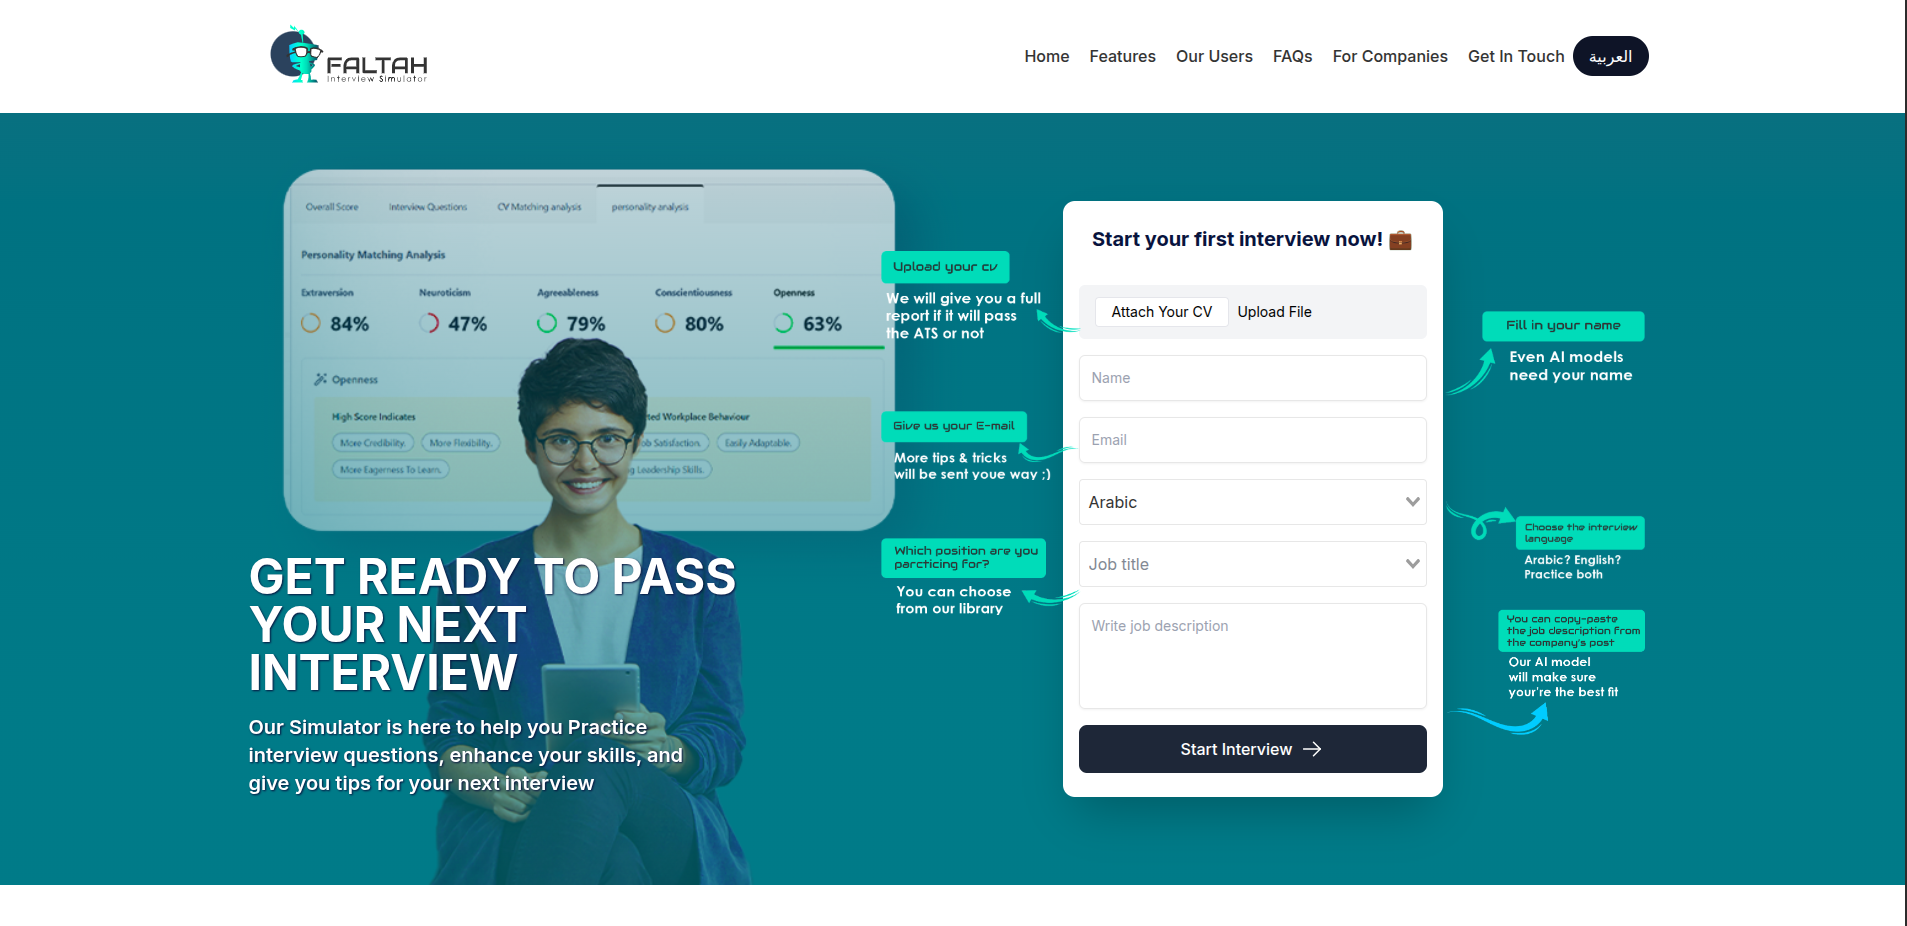 FALTAH
Interview Simulator
Home
Features
Our Users
FAQs
For Companies
Get In Touch
العربية
Overall Score
Interview Questions
CV Matching analysis
personality analysis
Personality Matching Analysis
Extraversion
Neuroticism
Agreeableness
Conscientiousness
Openness
84%
47%
79%
80%
63%
Openness
High Score Indicates
ted Workplace Behaviour
More Credibility.
More Flexibility.
ob Satisfaction.
Easily Adaptable.
More Eagerness To Learn.
g Leadership Skills.
GET READY TO PASS
YOUR NEXT
INTERVIEW
Our Simulator is here to help you Practice
interview questions, enhance your skills, and
give you tips for your next interview
Upload your cv
We will give you a full
report if it will pass
the ATS or not
Give us your E-mail
More tips & tricks
will be sent youe way ;)
Which position are you
parcticing for?
You can choose
from our library
Start your first interview now! 💼
Attach Your CV
Upload File
Name
Email
Arabic
Job title
Write job description
Start Interview →
Fill in your name
Even AI models
need your name
Choose the interview
language
Arabic? English?
Practice both
You can copy-paste
the job description from
the company's post
Our AI model
will make sure
your're the best fit